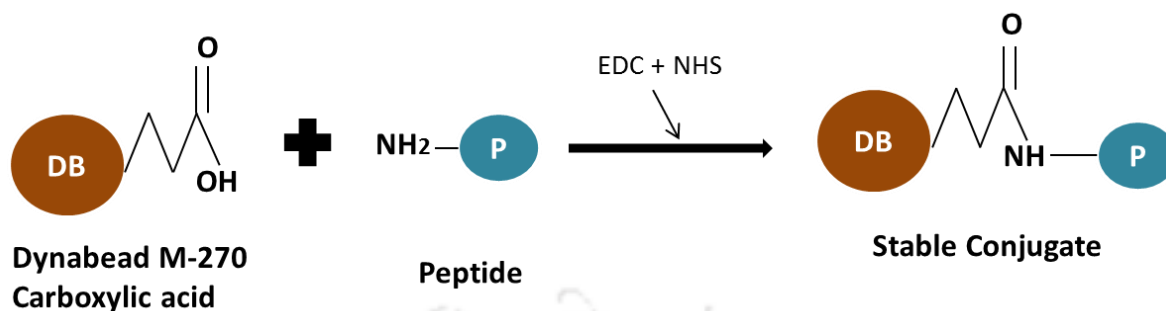 DB
O
OH
Dynabead M-270
Carboxylic acid
NH2
P
Peptide
EDC + NHS
DB
O
NH
P
Stable Conjugate